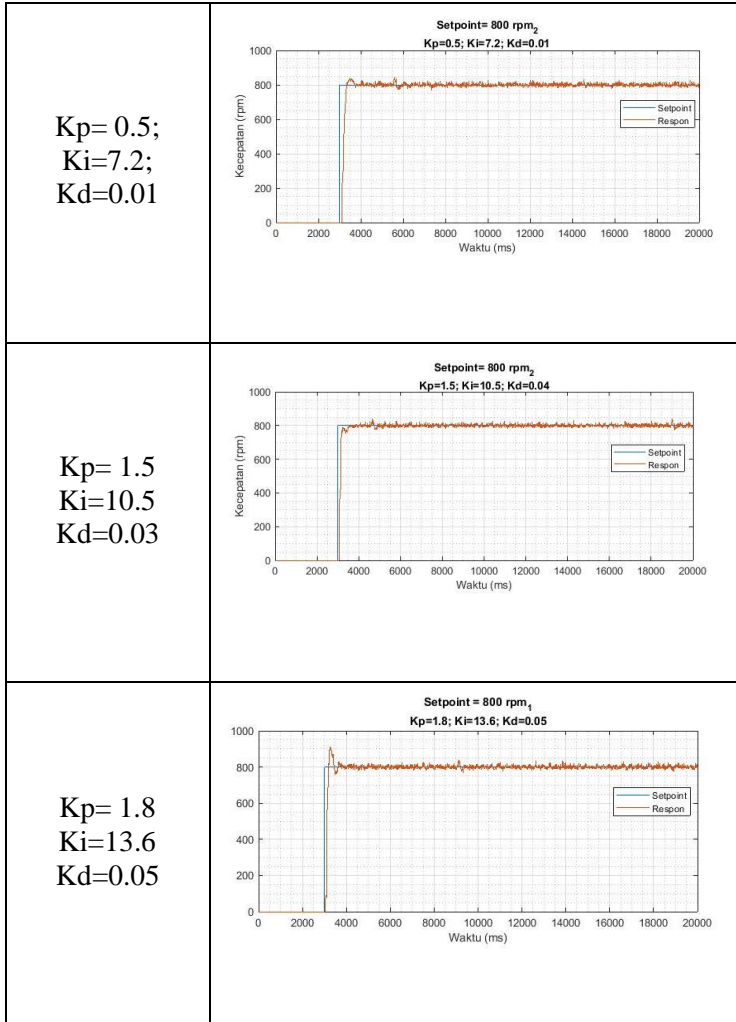 Kp= 0.5;
Ki=7.2;
Kd=0.01
Setpoint= 800 rpm2
Kp=0.5; Ki=7.2; Kd=0.01
Kecepatan (rpm)
1000
800
600
400
200
0
0 2000 4000 6000 8000 10000 12000 14000 16000 18000 20000
Waktu (ms)
Setpoint
Respon
Kp= 1.5
Ki=10.5
Kd=0.03
Setpoint= 800 rpm2
Kp=1.5; Ki=10.5; Kd=0.04
Kecepatan (rpm)
1000
800
600
400
200
0
0 2000 4000 6000 8000 10000 12000 14000 16000 18000 20000
Waktu (ms)
Setpoint
Respon
Kp= 1.8
Ki=13.6
Kd=0.05
Setpoint = 800 rpm1
Kp=1.8; Ki=13.6; Kd=0.05
1000
800
600
400
200
0
0 2000 4000 6000 8000 10000 12000 14000 16000 18000 20000
Waktu (ms)
Setpoint
Respon